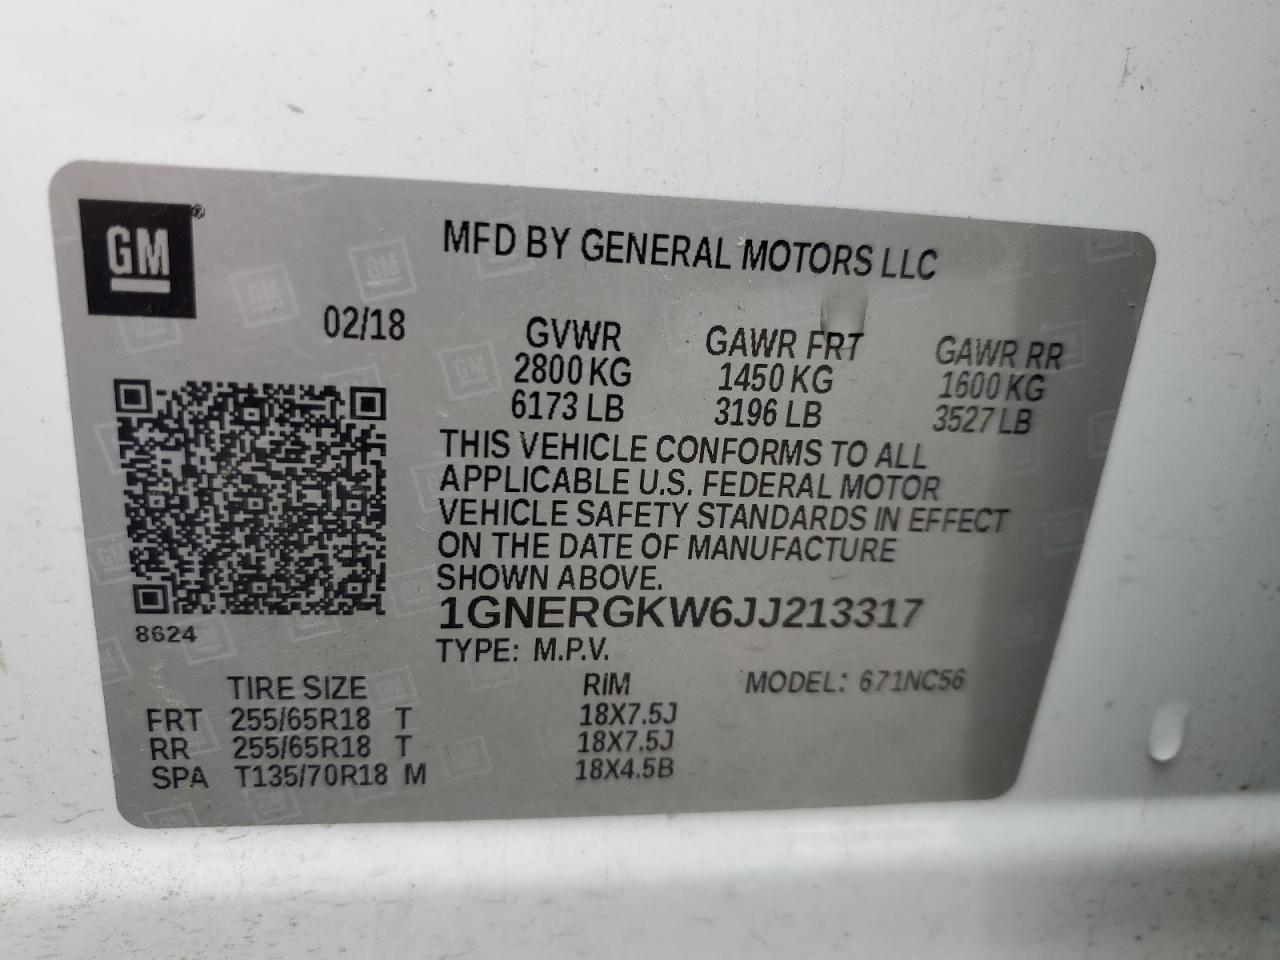 GM®
MFD BY GENERAL MOTORS LLC
02/18
GVWR GAWR FRT GAWR RR
2800 KG 1450 KG 1600 KG
6173 LB 3196 LB 3527 LB
THIS VEHICLE CONFORMS TO ALL
APPLICABLE U.S. FEDERAL MOTOR
VEHICLE SAFETY STANDARDS IN EFFECT
ON THE DATE OF MANUFACTURE
SHOWN ABOVE.
1GNERGKW6JJ213317
8624
TYPE: M.P.V.
MODEL: 671NC56
TIRE SIZE RIM
FRT 255/65R18 T 18X7.5J
RR 255/65R18 T 18X7.5J
SPA T135/70R18 M 18X4.5B